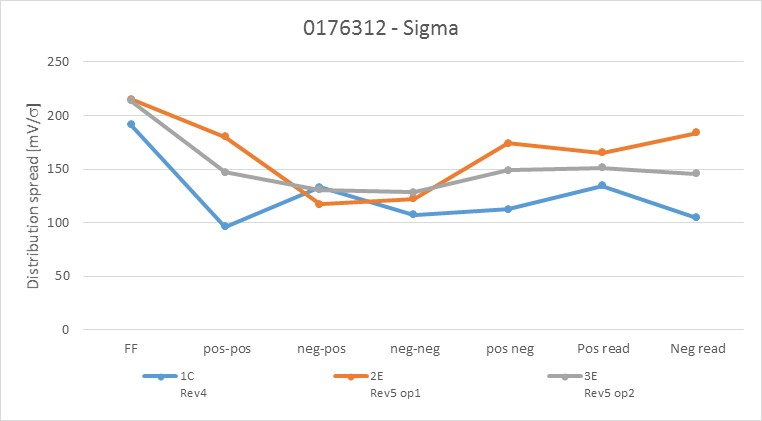 0176312 - Sigma
Distribution spread [mV/σ]
250
200
150
100
50
0
FF pos-pos neg-pos neg-neg pos neg Pos read Neg read
1C 2E 3E
Rev4 Rev5 op1 Rev5 op2